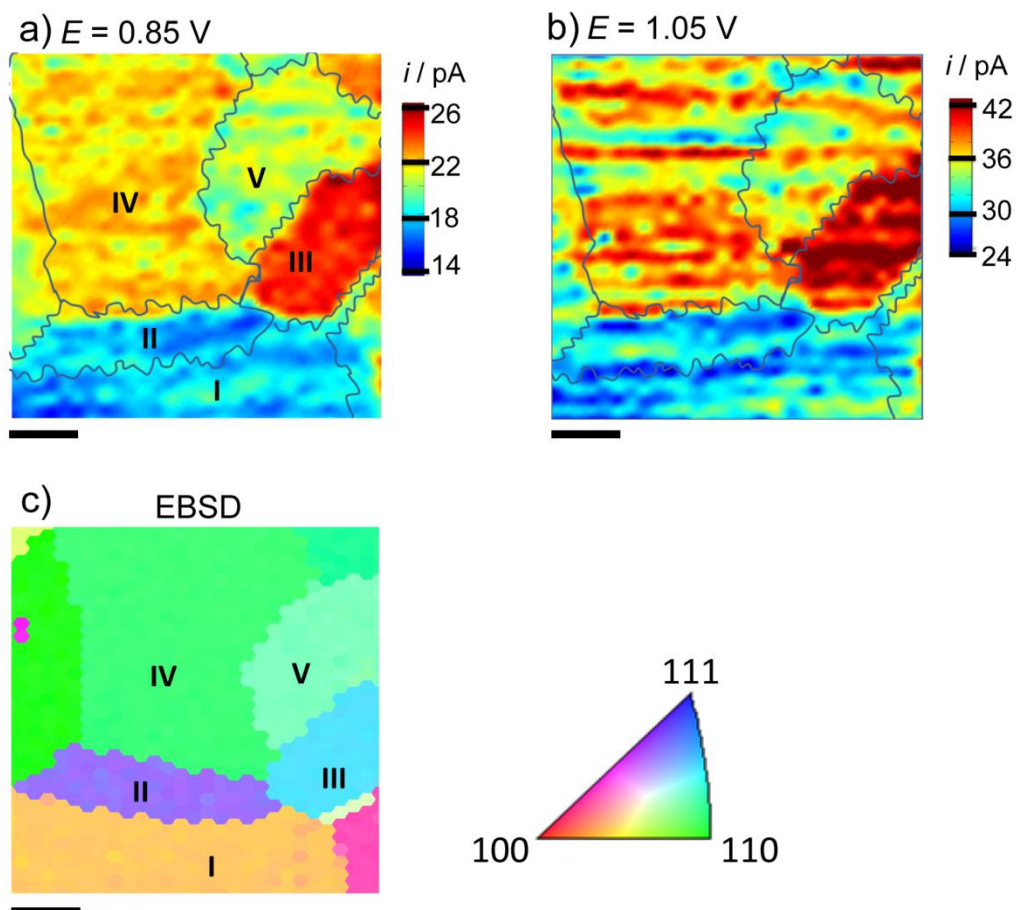 a) E = 0.85 V
i / pA
26
22
18
14
IV
V
III
II
I
b) E = 1.05 V
i / pA
42
36
30
24
c) EBSD
IV
V
III
II
I
111
100
110